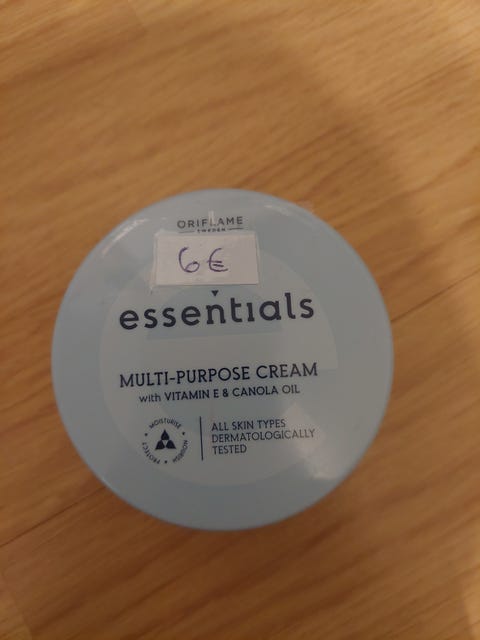 ORIFLAME
SWEDEN
6€
essentials
MULTI-PURPOSE CREAM
with VITAMIN E & CANOLA OIL
MOISTURISE
NOURISH
PROTECT
ALL SKIN TYPES
DERMATOLOGICALLY
TESTED